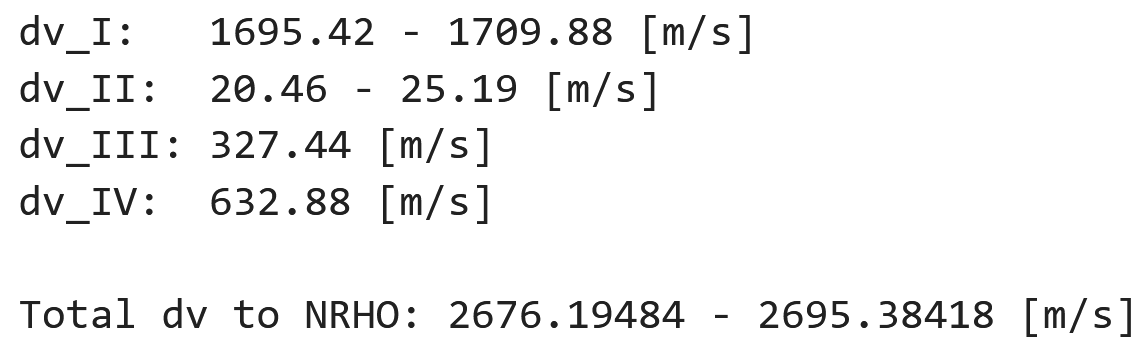 dv_I:   1695.42 - 1709.88 [m/s]
dv_II:  20.46 - 25.19 [m/s]
dv_III: 327.44 [m/s]
dv_IV:  632.88 [m/s]
Total dv to NRHO: 2676.19484 - 2695.38418 [m/s]